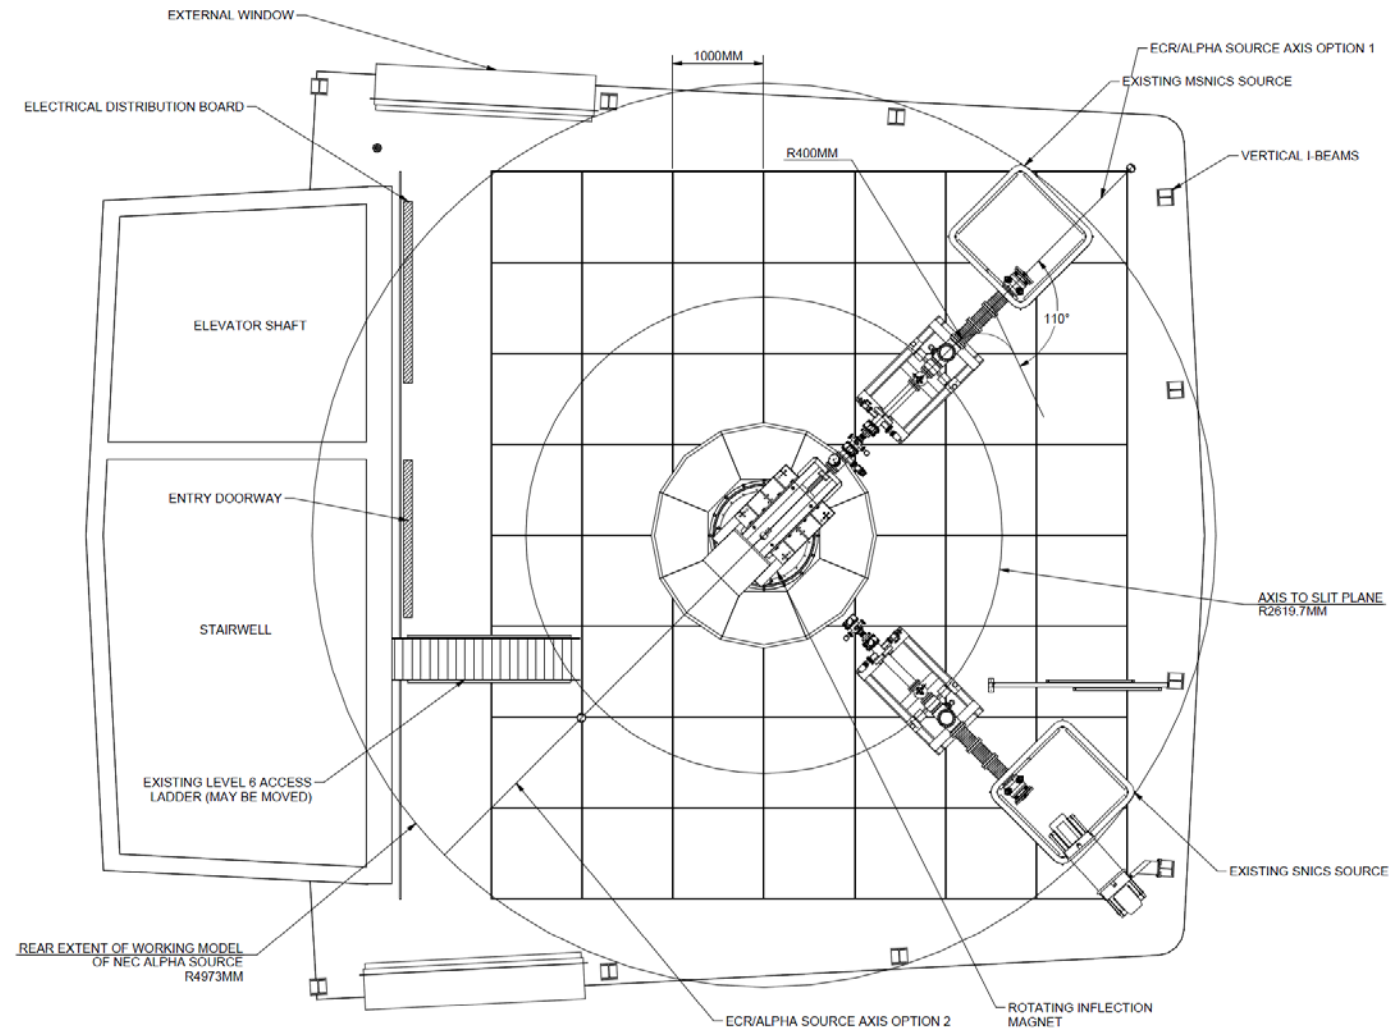 EXTERNAL WINDOW
ECR/ALPHA SOURCE AXIS OPTION 1
1000MM
EXISTING MSNICS SOURCE
ELECTRICAL DISTRIBUTION BOARD
R400MM
VERTICAL I-BEAMS
110°
ELEVATOR SHAFT
ENTRY DOORWAY
AXIS TO SLIT PLANE
R2619.7MM
STAIRWELL
EXISTING LEVEL 6 ACCESS
LADDER (MAY BE MOVED)
EXISTING SNICS SOURCE
REAR EXTENT OF WORKING MODEL
OF NEC ALPHA SOURCE
R4973MM
ROTATING INFLECTION
MAGNET
ECR/ALPHA SOURCE AXIS OPTION 2